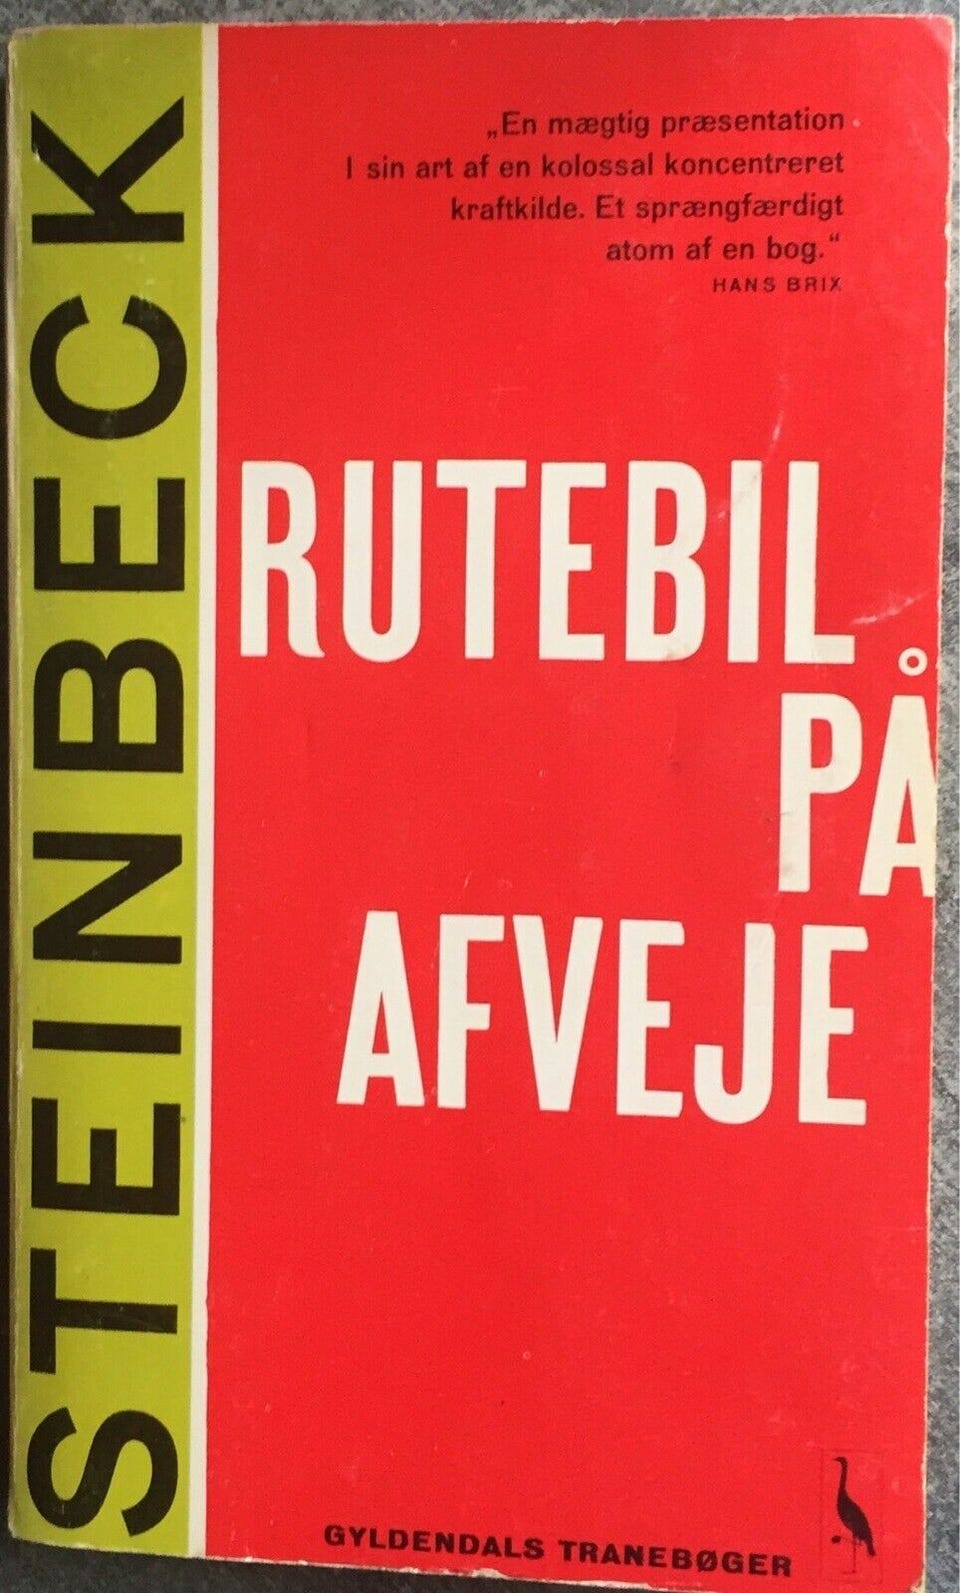 STEINBECK
„En mægtig præsentation
I sin art af en kolossal koncentreret
kraftkilde. Et sprængfærdigt
atom af en bog.“
HANS BRIX
RUTEBIL
PÅ
AFVEJE
GYLDENDALS TRANEBØGER